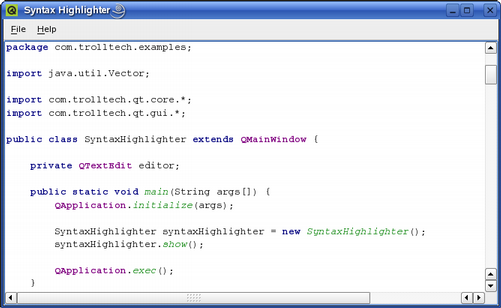 Syntax Highlighter
File Help
package com.trolltech.examples;
import java.util.Vector;
import com.trolltech.qt.core.*;
import com.trolltech.qt.gui.*;
public class SyntaxHighlighter extends QMainWindow {
private QTextEdit editor;
public static void main(String args[]) {
QApplication.initialize(args);
SyntaxHighlighter syntaxHighlighter = new SyntaxHighlighter();
syntaxHighlighter.show();
QApplication.exec();
}